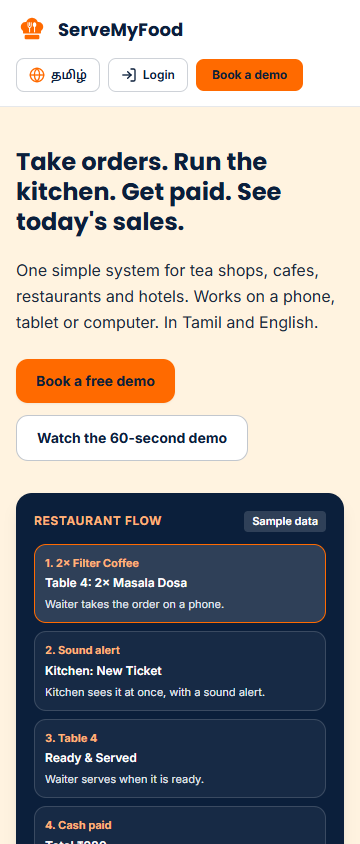 ServeMyFood
தமிழ்
Login
Book a demo
Take orders. Run the
kitchen. Get paid. See
today's sales.
One simple system for tea shops, cafes,
restaurants and hotels. Works on a phone,
tablet or computer. In Tamil and English.
Book a free demo
Watch the 60-second demo
RESTAURANT FLOW
Sample data
1. 2× Filter Coffee
Table 4: 2× Masala Dosa
Waiter takes the order on a phone.
2. Sound alert
Kitchen: New Ticket
Kitchen sees it at once, with a sound alert.
3. Table 4
Ready & Served
Waiter serves when it is ready.
4. Cash paid